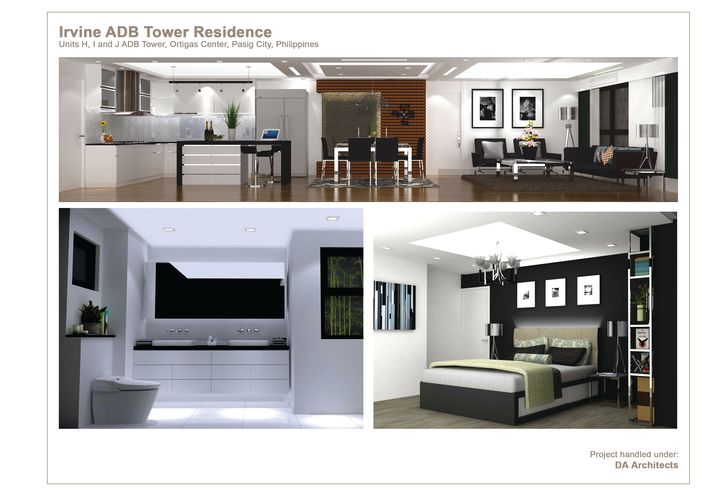 Irvine ADB Tower Residence
Units H, I and J ADB Tower, Ortigas Center, Pasig City, Philippines
Project handled under:
DA Architects